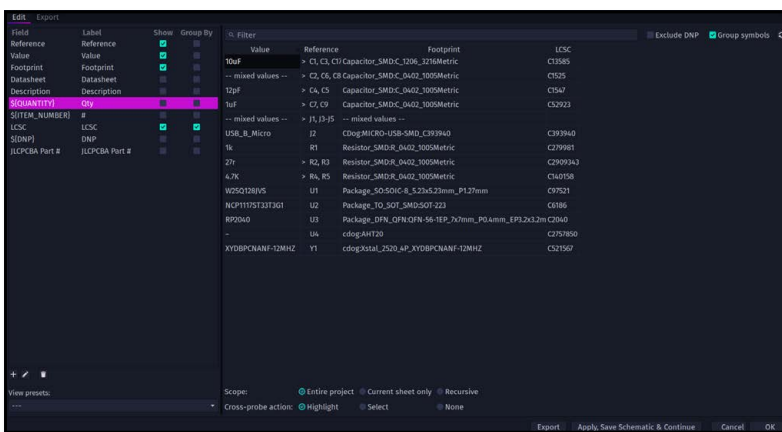 Edit Export
Field Label Show Group By
Reference Reference
Value Value
Footprint Footprint
Datasheet Datasheet
Description Description
${QUANTITY} Qty
${ITEM_NUMBER} #
LCSC LCSC
${DNP} DNP
JLCPCBA Part # JLCPCBA Part #
View presets:
---
Filter
Exclude DNP Group symbols
Value Reference Footprint LCSC
10uF > C1, C3, C17 Capacitor_SMD:C_1206_3216Metric C13585
-- mixed values -- > C2, C6, C8 Capacitor_SMD:C_0402_1005Metric C1525
12pF > C4, C5 Capacitor_SMD:C_0402_1005Metric C1547
1uF > C7, C9 Capacitor_SMD:C_0402_1005Metric C52923
-- mixed values -- > J1, J3-J5 -- mixed values --
USB_B_Micro J2 CDog:MICRO-USB-SMD_C393940 C393940
1k R1 Resistor_SMD:R_0402_1005Metric C279981
27r > R2, R3 Resistor_SMD:R_0402_1005Metric C2909343
4.7K > R4, R5 Resistor_SMD:R_0402_1005Metric C140158
W25Q128JVS U1 Package_SO:SOIC-8_5.23x5.23mm_P1.27mm C97521
NCP1117ST33T3G1 U2 Package_TO_SOT_SMD:SOT-223 C6186
RP2040 U3 Package_DFN_QFN:QFN-56-1EP_7x7mm_P0.4mm_EP3.2x3.2m C2040
- U4 cdog:AHT20 C2757850
XYDBPCNANF-12MHZ Y1 cdog:Xstal_2520_4P_XYDBPCNANF-12MHZ C521567
Scope: Entire project Current sheet only Recursive
Cross-probe action: Highlight Select None
Export Apply, Save Schematic & Continue Cancel OK